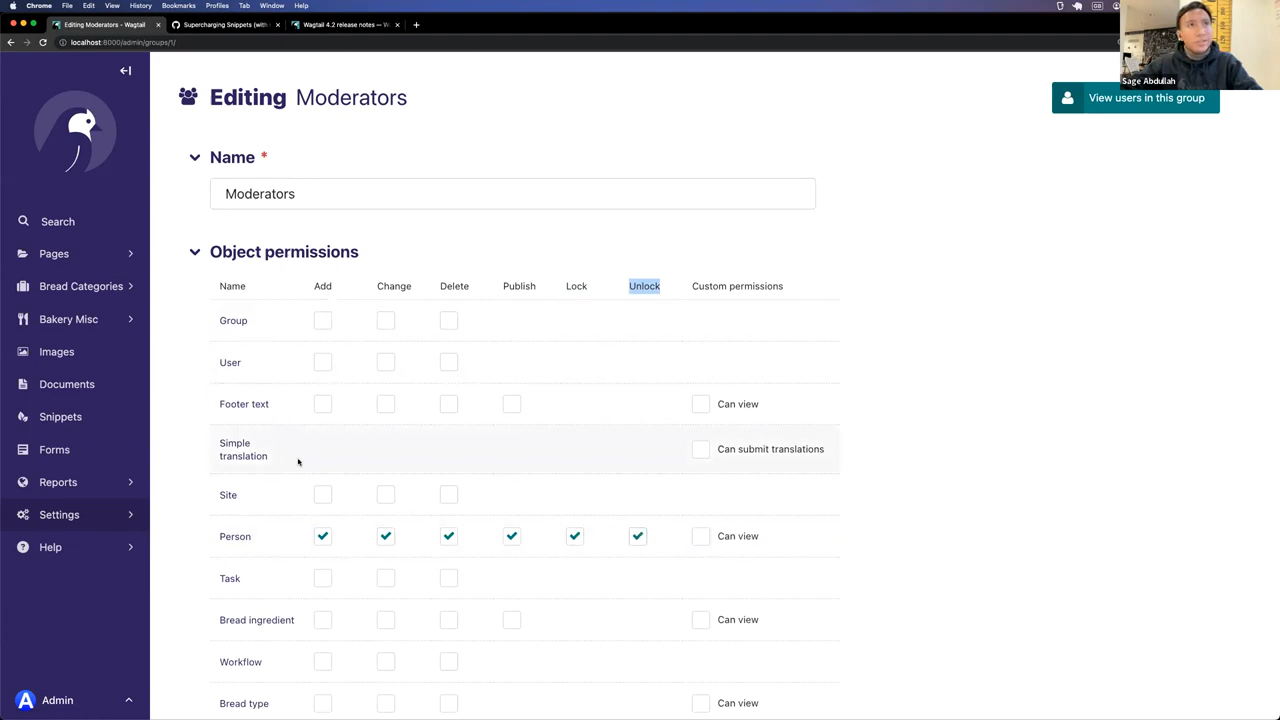 Chrome File Edit View History Bookmarks Profiles Tab Window Help
Editing Moderators - Wagtail
Supercharging Snippets (with
Wagtail 4.2 release notes — W
localhost:8000/admin/groups/1/
Sage Abdullah
Editing Moderators
View users in this group
Name *
Moderators
Search
Pages
Bread Categories
Bakery Misc
Images
Documents
Snippets
Forms
Reports
Settings
Help
A Admin
Object permissions
Name Add Change Delete Publish Lock Unlock Custom permissions
Group
User
Footer text Can view
Simple
translation Can submit translations
Site
Person Can view
Task
Bread ingredient Can view
Workflow
Bread type Can view